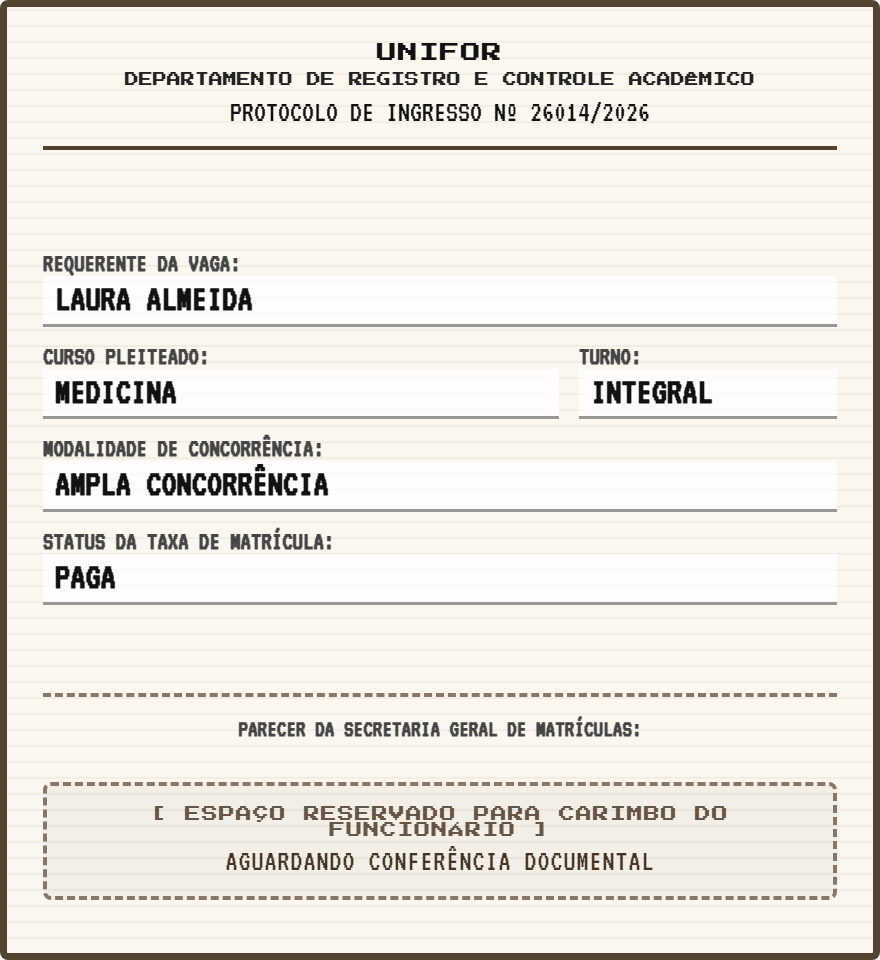 UNIFOR
DEPARTAMENTO DE REGISTRO E CONTROLE ACADêMICO
PROTOCOLO DE INGRESSO Nº 26014/2026
REQUERENTE DA VAGA:
LAURA ALMEIDA
CURSO PLEITEADO:
MEDICINA
TURNO:
INTEGRAL
MODALIDADE DE CONCORRÊNCIA:
AMPLA CONCORRÊNCIA
STATUS DA TAXA DE MATRÍCULA:
PAGA
PARECER DA SECRETARIA GERAL DE MATRÍCULAS:
[ ESPAÇO RESERVADO PARA CARIMBO DO
FUNCIONáRIO ]
AGUARDANDO CONFERÊNCIA DOCUMENTAL